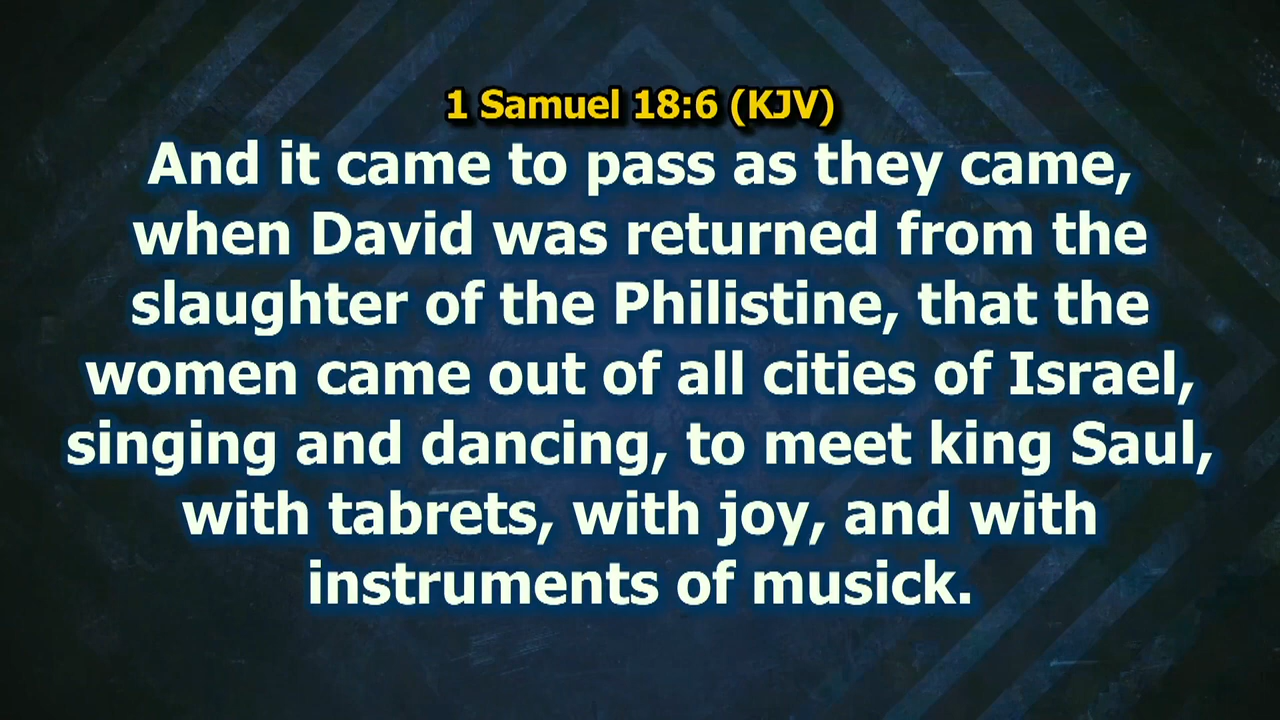 1 Samuel 18:6 (KJV)
And it came to pass as they came,
when David was returned from the
slaughter of the Philistine, that the
women came out of all cities of Israel,
singing and dancing, to meet king Saul,
with tabrets, with joy, and with
instruments of musick.